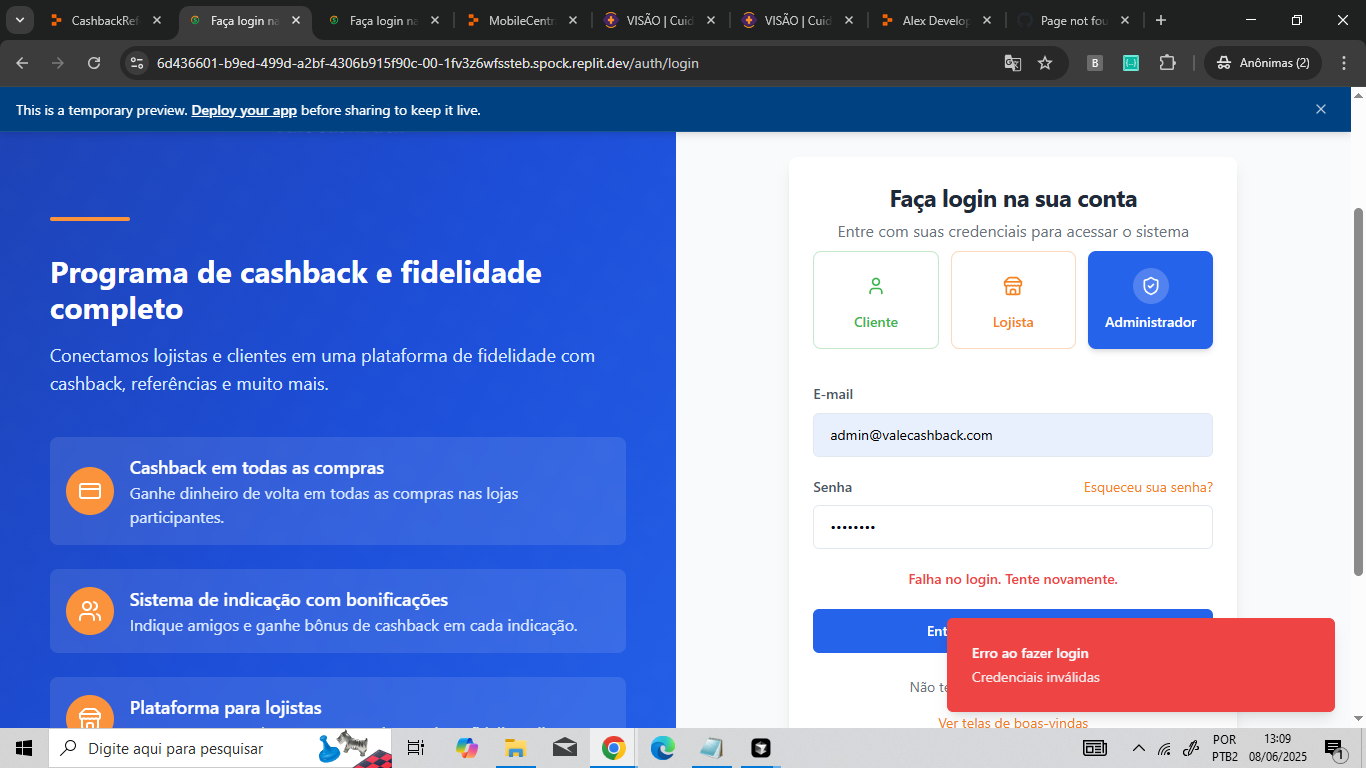 CashbackRef
Faça login na
Faça login na
MobileCentr
VISÃO | Cuid
VISÃO | Cuid
Alex Develop
Page not fou
6d436601-b9ed-499d-a2bf-4306b915f90c-00-1fv3z6wfssteb.spock.replit.dev/auth/login
B
Anônimas (2)
This is a temporary preview. Deploy your app before sharing to keep it live.
Programa de cashback e fidelidade
completo
Conectamos lojistas e clientes em uma plataforma de fidelidade com
cashback, referências e muito mais.
Cashback em todas as compras
Ganhe dinheiro de volta em todas as compras nas lojas
participantes.
Sistema de indicação com bonificações
Indique amigos e ganhe bônus de cashback em cada indicação.
Plataforma para lojistas
Faça login na sua conta
Entre com suas credenciais para acessar o sistema
Cliente
Lojista
Administrador
E-mail
admin@valecashback.com
Senha
Esqueceu sua senha?
••••••••
Falha no login. Tente novamente.
Ent
Erro ao fazer login
Credenciais inválidas
Não te
Ver telas de boas-vindas
Digite aqui para pesquisar
POR
PTB2
13:09
08/06/2025
1